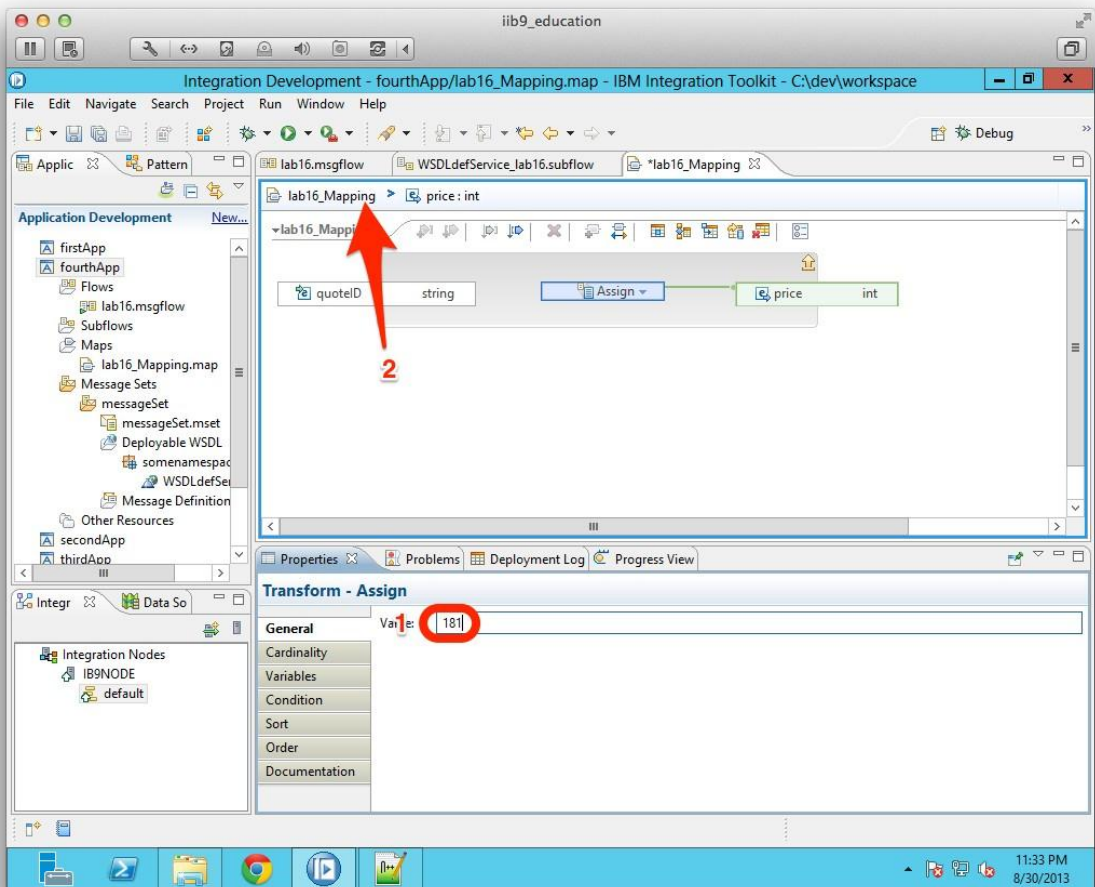 iib9_education
Integration Development - fourthApp/lab16_Mapping.map - IBM Integration Toolkit - C:\dev\workspace
File Edit Navigate Search Project Run Window Help
Debug
Applic
Pattern
Application Development New...
firstApp
fourthApp
Flows
lab16.msgflow
Subflows
Maps
lab16_Mapping.map
Message Sets
messageSet
messageSet.mset
Deployable WSDL
somenamespac
WSDLdefSer
Message Definition
Other Resources
secondApp
thirdApp
lab16.msgflow
WSDLdefService_lab16.subflow
*lab16_Mapping
lab16_Mapping > price : int
lab16_Mappi
quoteID string
Assign
price int
2
Integr
Data So
Integration Nodes
IB9NODE
default
Properties
Problems
Deployment Log
Progress View
Transform - Assign
General
Cardinality
Variables
Condition
Sort
Order
Documentation
1
181
11:33 PM
8/30/2013